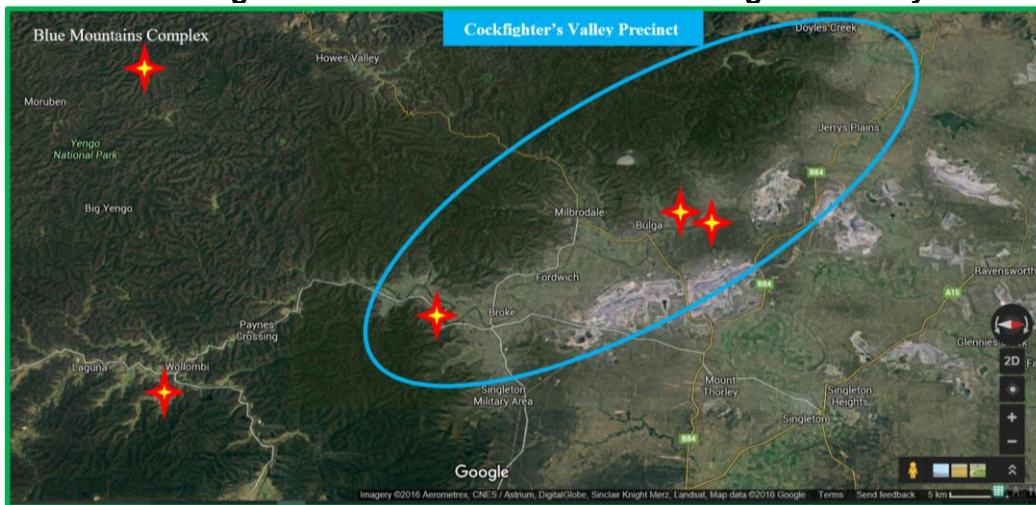 Blue Mountains Complex
Cockfighter's Valley Precinct
Doyles Creek
Howes Valley
Moruben
Jerrys Plains
Yengo
National Park
B84
Big Yengo
Milbrodale
Bulga
Ravensworth
Fordwich
B84
A15
Broke
Paynes
Crossing
Glennies
2D
Laguna
Wollombi
Mount
Thorley
Singleton
Military Area
Singleton
Heights
Singleton
B84
Google
Imagery ©2016 Aerometrex, CNES / Astrium, DigitalGlobe, Sinclair Knight Merz, Landsat, Map data ©2016 Google Terms Send feedback 5 km